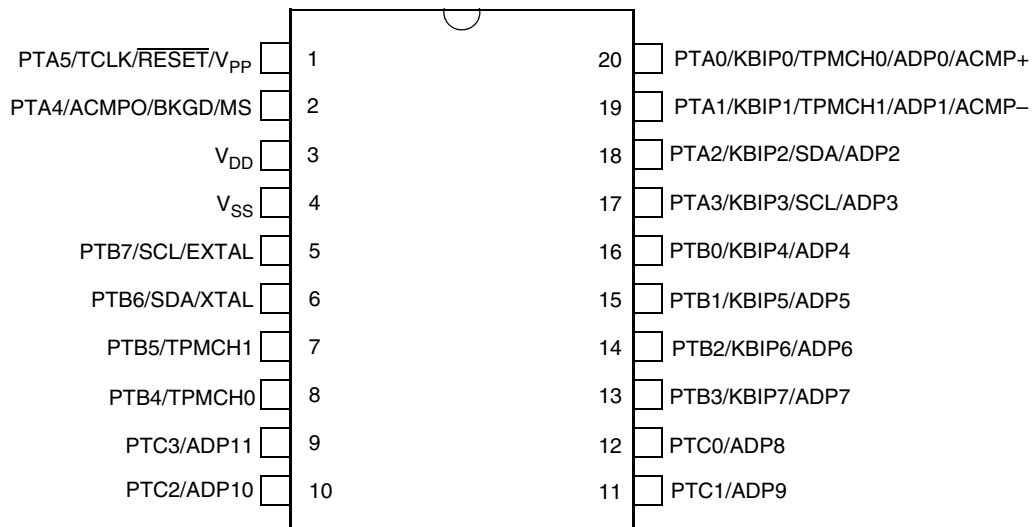 PTA5/TCLK/RESET/VPP 1 20 PTA0/KBIP0/TPMCH0/ADP0/ACMP+
PTA4/ACMPO/BKGD/MS 2 19 PTA1/KBIP1/TPMCH1/ADP1/ACMP–
VDD 3 18 PTA2/KBIP2/SDA/ADP2
VSS 4 17 PTA3/KBIP3/SCL/ADP3
PTB7/SCL/EXTAL 5 16 PTB0/KBIP4/ADP4
PTB6/SDA/XTAL 6 15 PTB1/KBIP5/ADP5
PTB5/TPMCH1 7 14 PTB2/KBIP6/ADP6
PTB4/TPMCH0 8 13 PTB3/KBIP7/ADP7
PTC3/ADP11 9 12 PTC0/ADP8
PTC2/ADP10 10 11 PTC1/ADP9